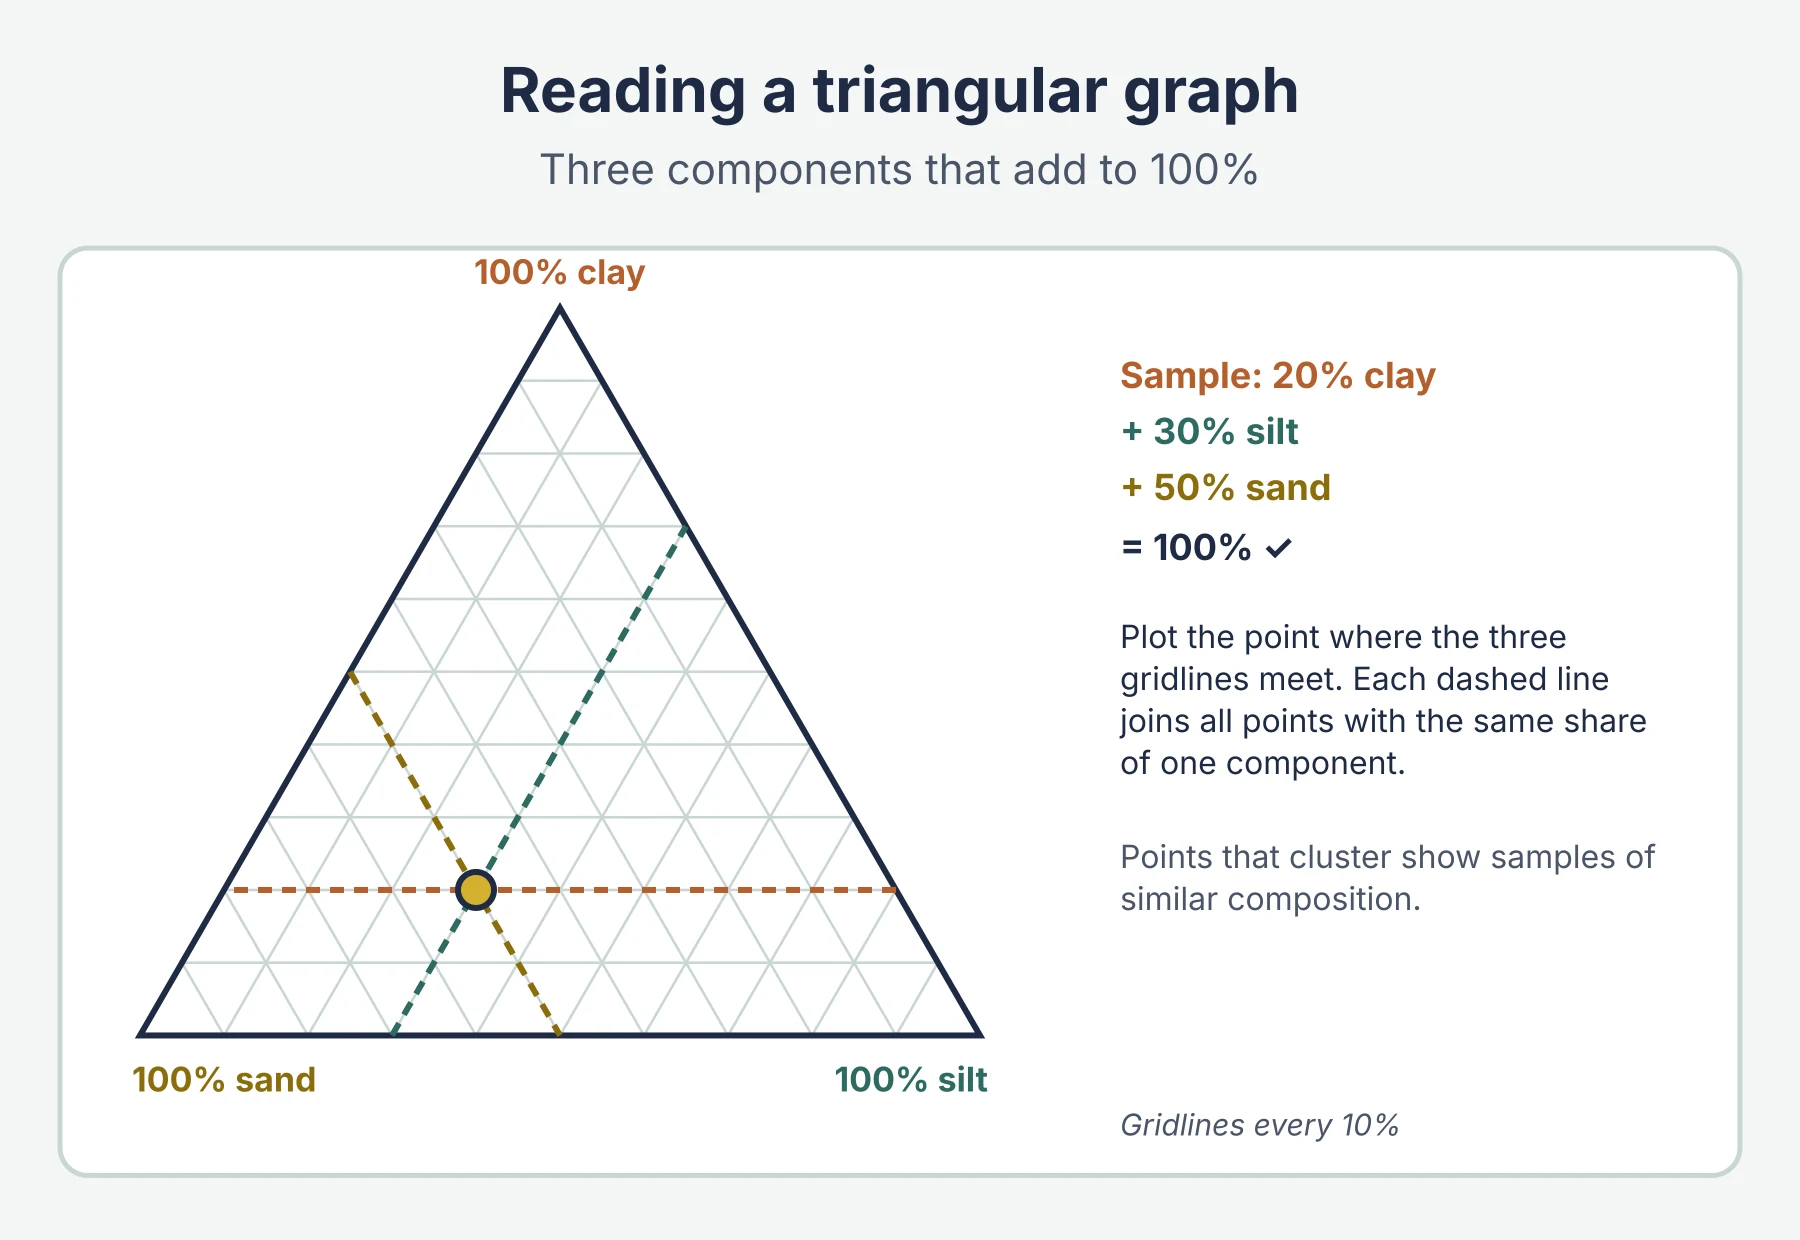 Reading a triangular graph
Three components that add to 100%
100% clay
Sample: 20% clay
+ 30% silt
+ 50% sand
= 100% ✓
Plot the point where the three
gridlines meet. Each dashed line
joins all points with the same share
of one component.
Points that cluster show samples of
similar composition.
100% sand
100% silt
Gridlines every 10%